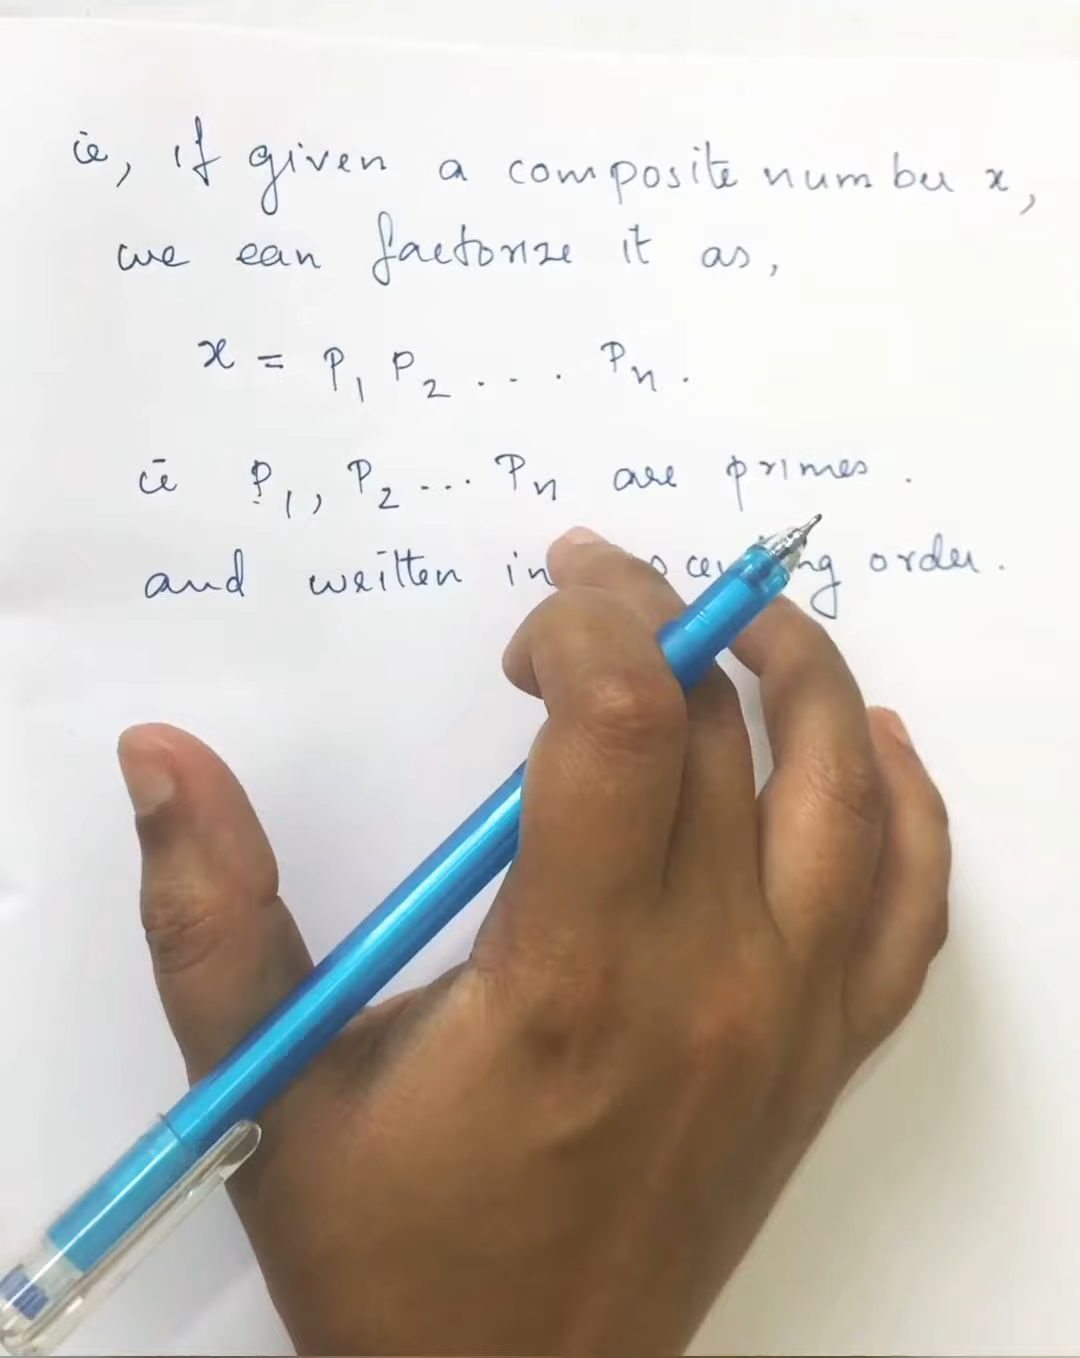 ie, if given a composite number x,
we can factorize it as,
x = P₁ P₂ .... Pₙ.
ie P₁, P₂ ... Pₙ are primes.
and written in order.